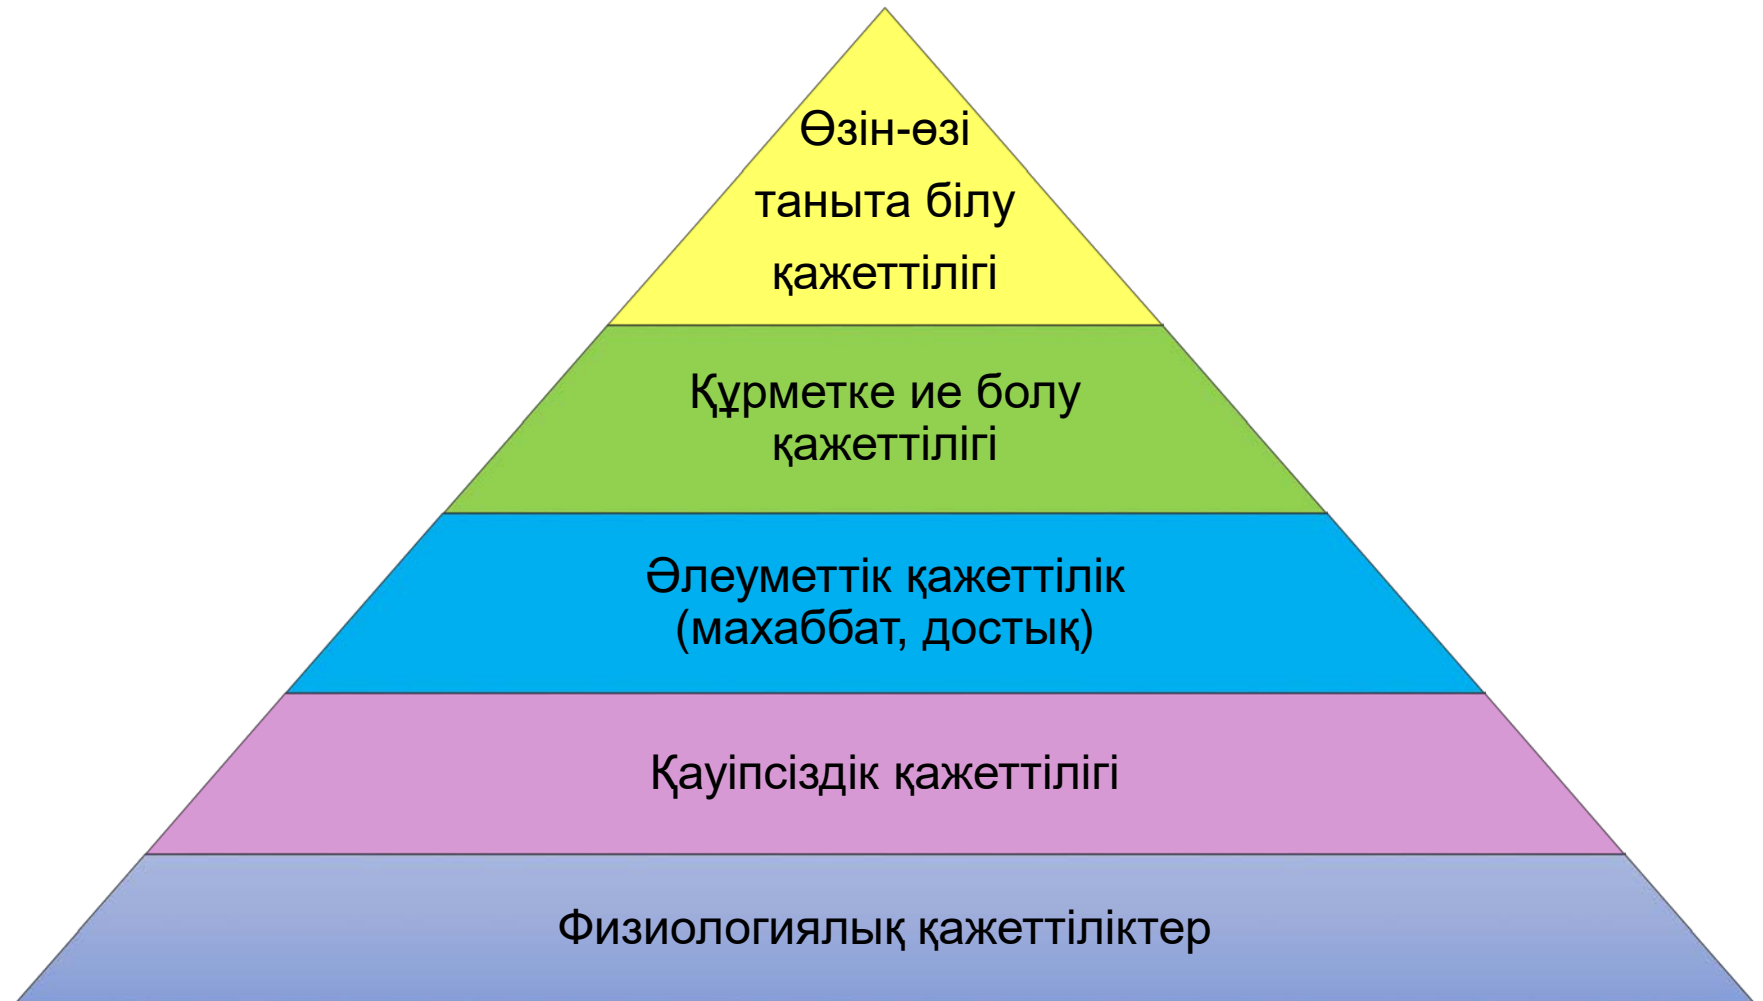 Өзін-өзі
таныта білу
қажеттілігі
Құрметке ие болу
қажеттілігі
Әлеуметтік қажеттілік
(махаббат, достық)
Қауіпсіздік қажеттілігі
Физиологиялық қажеттіліктер